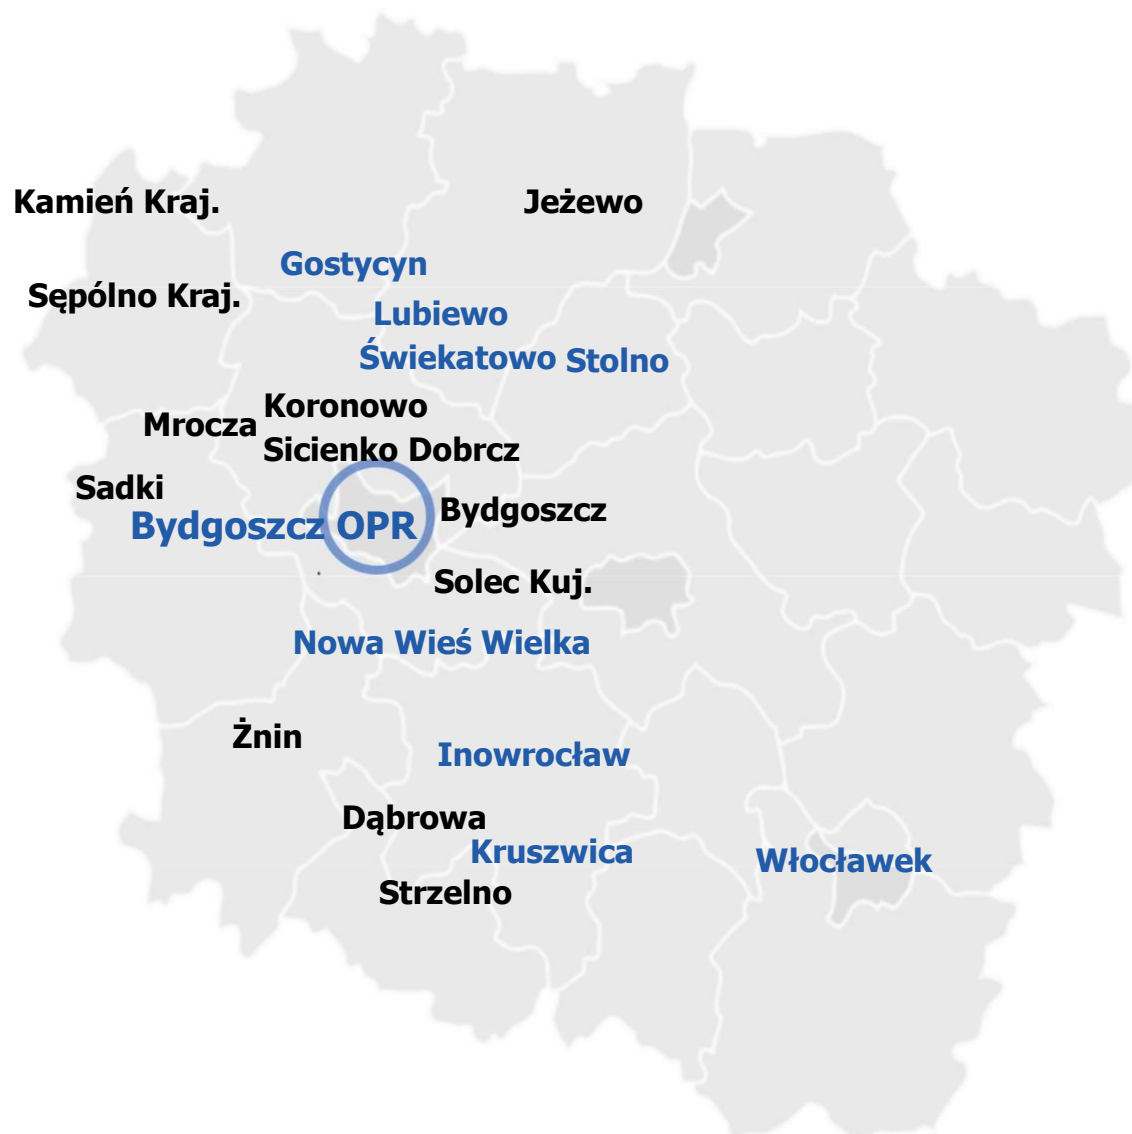 Kamień Kraj.
Jeżewo
Gostycyn
Sępólno Kraj.
Lubiewo
Świekatowo Stolno
Koronowo
Mrocza
Sicienko Dobrcz
Sadki
Bydgoszcz
Bydgoszcz OPR
Solec Kuj.
Nowa Wieś Wielka
Żnin
Inowrocław
Dąbrowa
Kruszwica
Włocławek
Strzelno